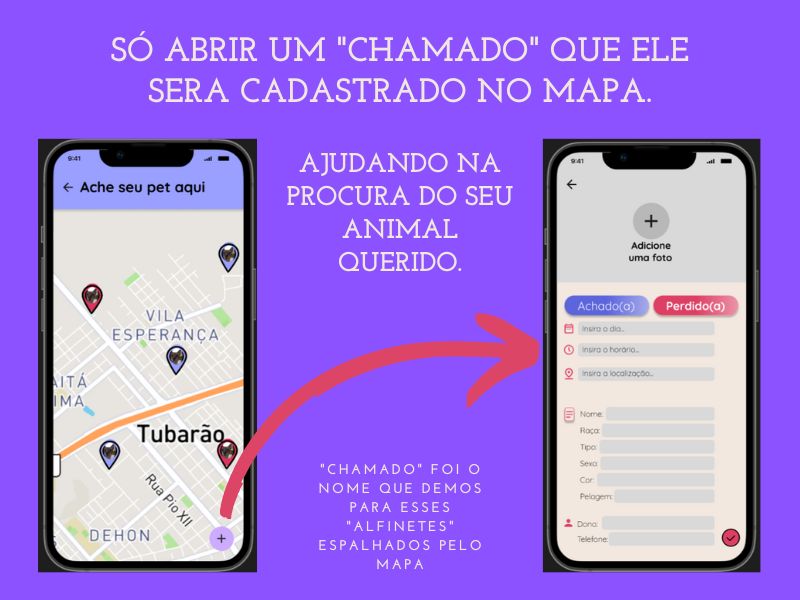 SÓ ABRIR UM "CHAMADO" QUE ELE
SERA CADASTRADO NO MAPA.
9:41
Ache seu pet aqui
VILA
ESPERANÇA
AITÁ
IMA
Tubarão
Rua Pio XII
DEHON
AJUDANDO NA
PROCURA DO SEU
ANIMAL
QUERIDO.
"CHAMADO" FOI O
NOME QUE DEMOS
PARA ESSES
"ALFINETES"
ESPALHADOS PELO
MAPA
9:41
Adicione
uma foto
Achado(a)
Perdido(a)
Insira o dia...
Insira o horário...
Insira a localização...
Nome:
Raça:
Tipo:
Sexo:
Cor:
Pelagem:
Dono:
Telefone: